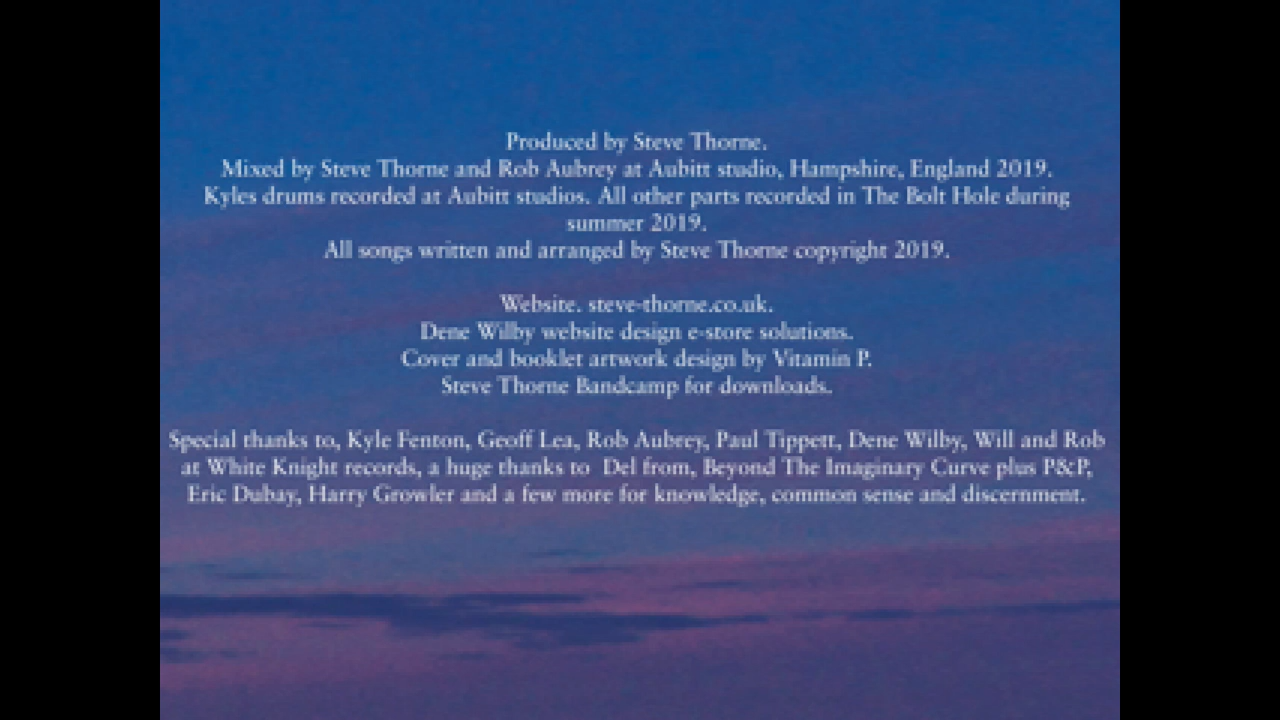 Produced by Steve Thorne.
Mixed by Steve Thorne and Rob Aubrey at Aubitt studio, Hampshire, England 2019.
Kyles drums recorded at Aubitt studios. All other parts recorded in The Bolt Hole during
summer 2019.
All songs written and arranged by Steve Thorne copyright 2019.
Website. steve-thorne.co.uk.
Dene Wilby website design e-store solutions.
Cover and booklet artwork design by Vitamin P.
Steve Thorne Bandcamp for downloads.
Special thanks to, Kyle Fenton, Geoff Lea, Rob Aubrey, Paul Tippett, Dene Wilby, Will and Rob
at White Knight records, a huge thanks to  Del from, Beyond The Imaginary Curve plus P&P,
Eric Dubay, Harry Growler and a few more for knowledge, common sense and discernment.